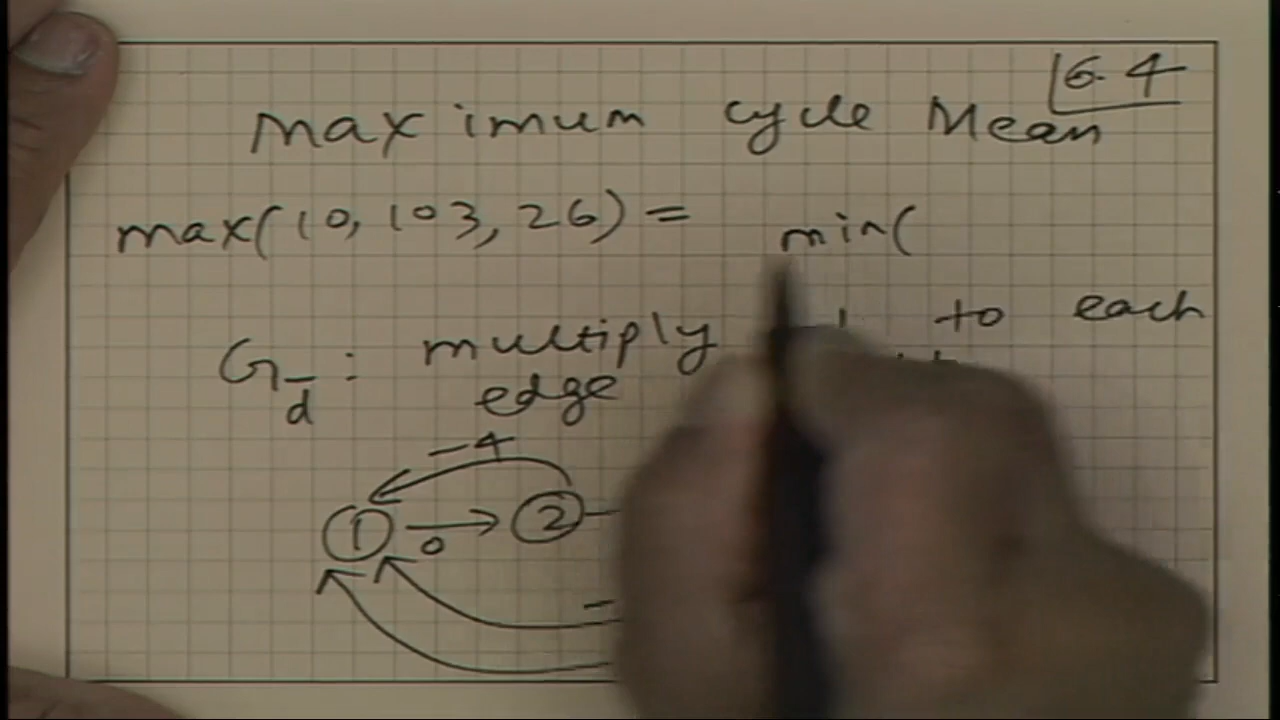 6.4
maximum cycle Mean
max(10, 103, 26) =
min(
G_d̄ : multiply to each
edge
-4
1 2
0